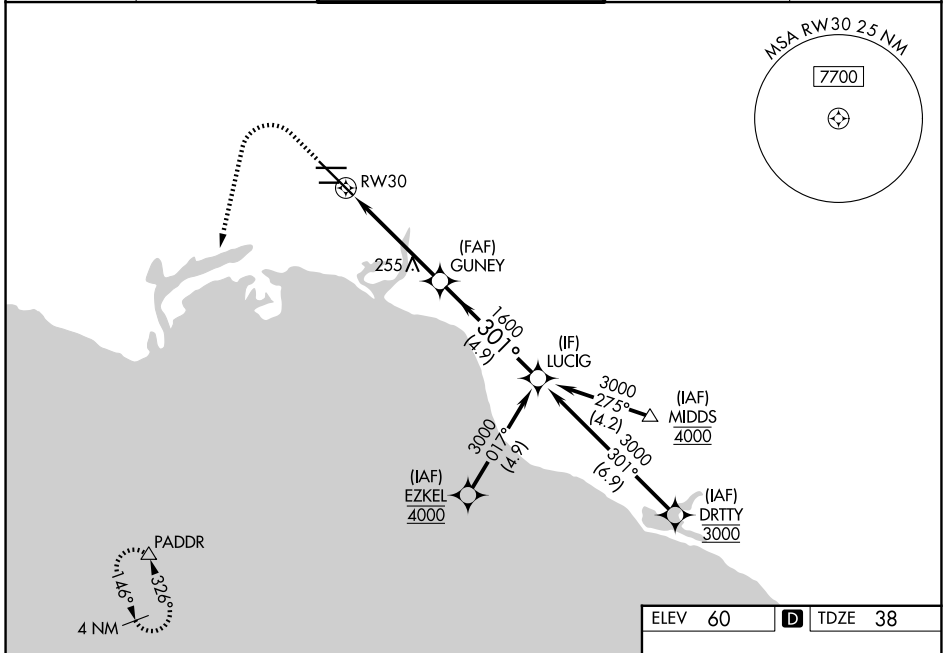 MSA RW30 25 NM
7700
RW30
(FAF)
GUNEY
255
1600
301°
(4.9)
(IF)
LUCIG
3000
275°
(4.2)
(IAF)
MIDDS
4000
3000
017°
(4.9)
3000
301°
(6.9)
(IAF)
EZKEL
4000
(IAF)
DRTTY
3000
PADDR
146°
326°
4 NM
ELEV 60 D TDZE 38